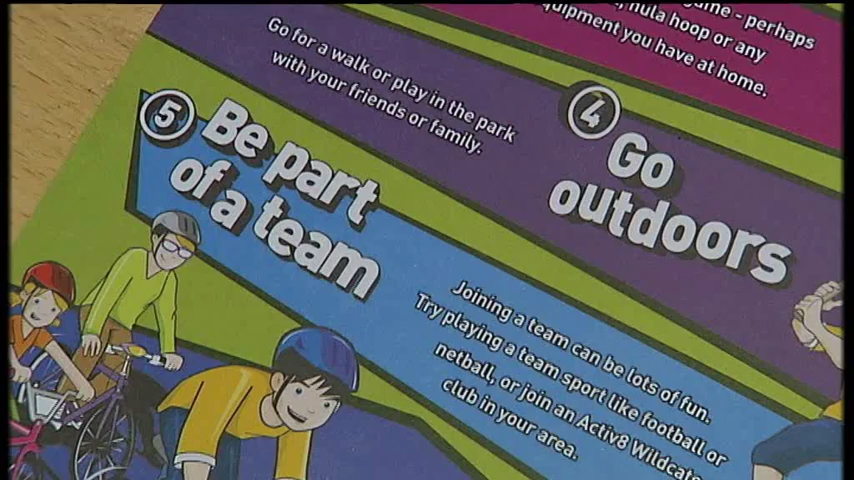 game - perhaps
hula hoop or any
equipment you have at home.
4
Go
outdoors
Go for a walk or play in the park
with your friends or family.
5
Be part
of a team
Joining a team can be lots of fun.
Try playing a team sport like football or
netball, or join an Activ8 Wildcats
club in your area.